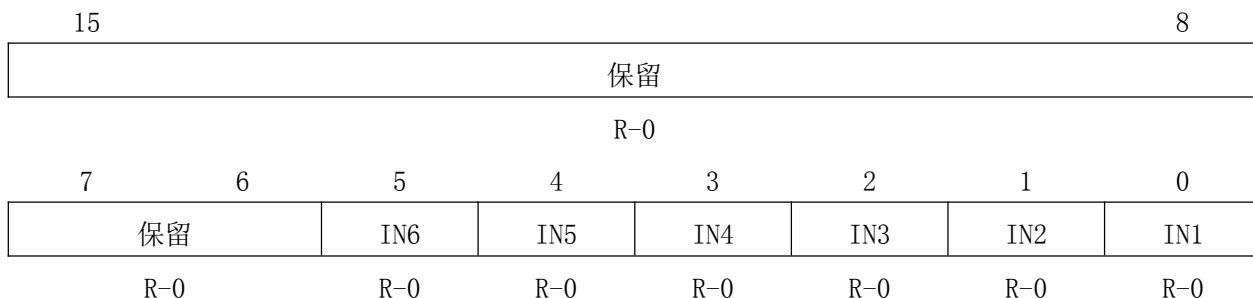 15 8
保留
R-0
7 6 5 4 3 2 1 0
保留 IN6 IN5 IN4 IN3 IN2 IN1
R-0 R-0 R-0 R-0 R-0 R-0 R-0